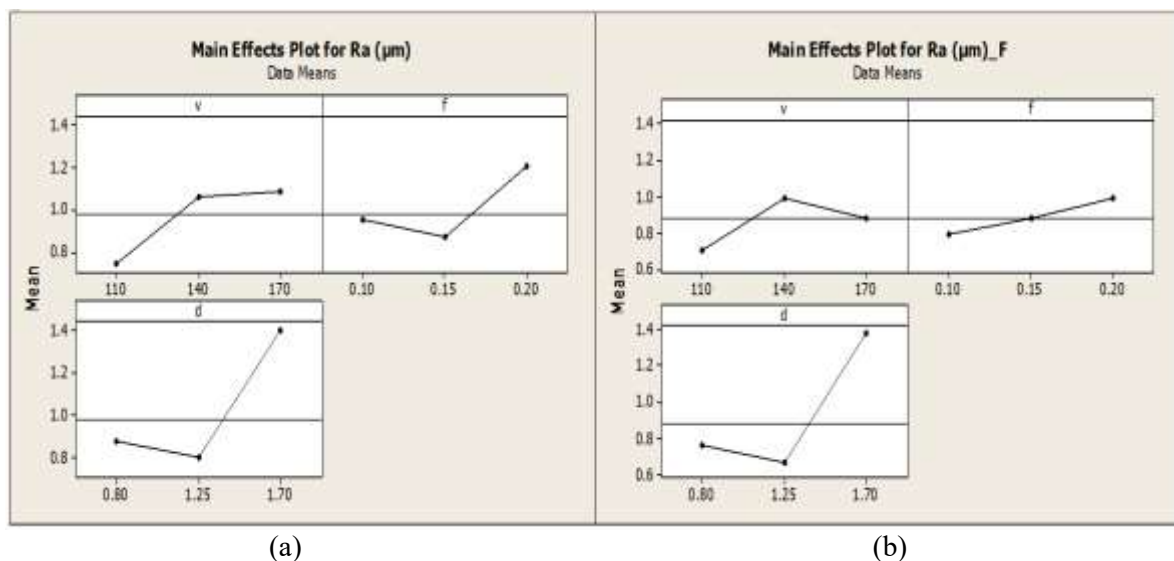 Main Effects Plot for Ra (µm)
Data Means
v f
1.4
1.2
1.0
0.8
110 140 170 0.10 0.15 0.20
Mean
d
1.4
1.2
1.0
0.8
0.80 1.25 1.70
(a)
Main Effects Plot for Ra (µm)_F
Data Means
v f
1.4
1.2
1.0
0.8
0.6
110 140 170 0.10 0.15 0.20
Mean
d
1.4
1.2
1.0
0.8
0.6
0.80 1.25 1.70
(b)